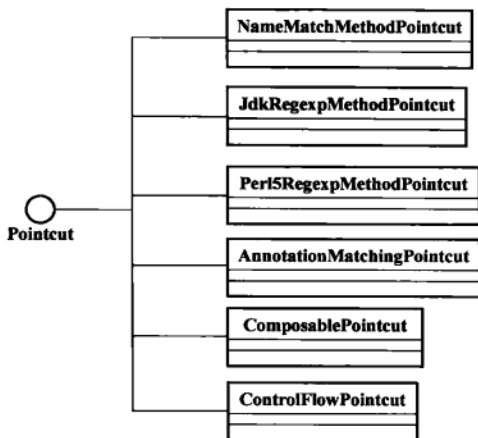 NameMatchMethodPointcut
JdkRegexpMethodPointcut
Perl5RegexpMethodPointcut
Pointcut
AnnotationMatchingPointcut
ComposablePointcut
ControlFlowPointcut